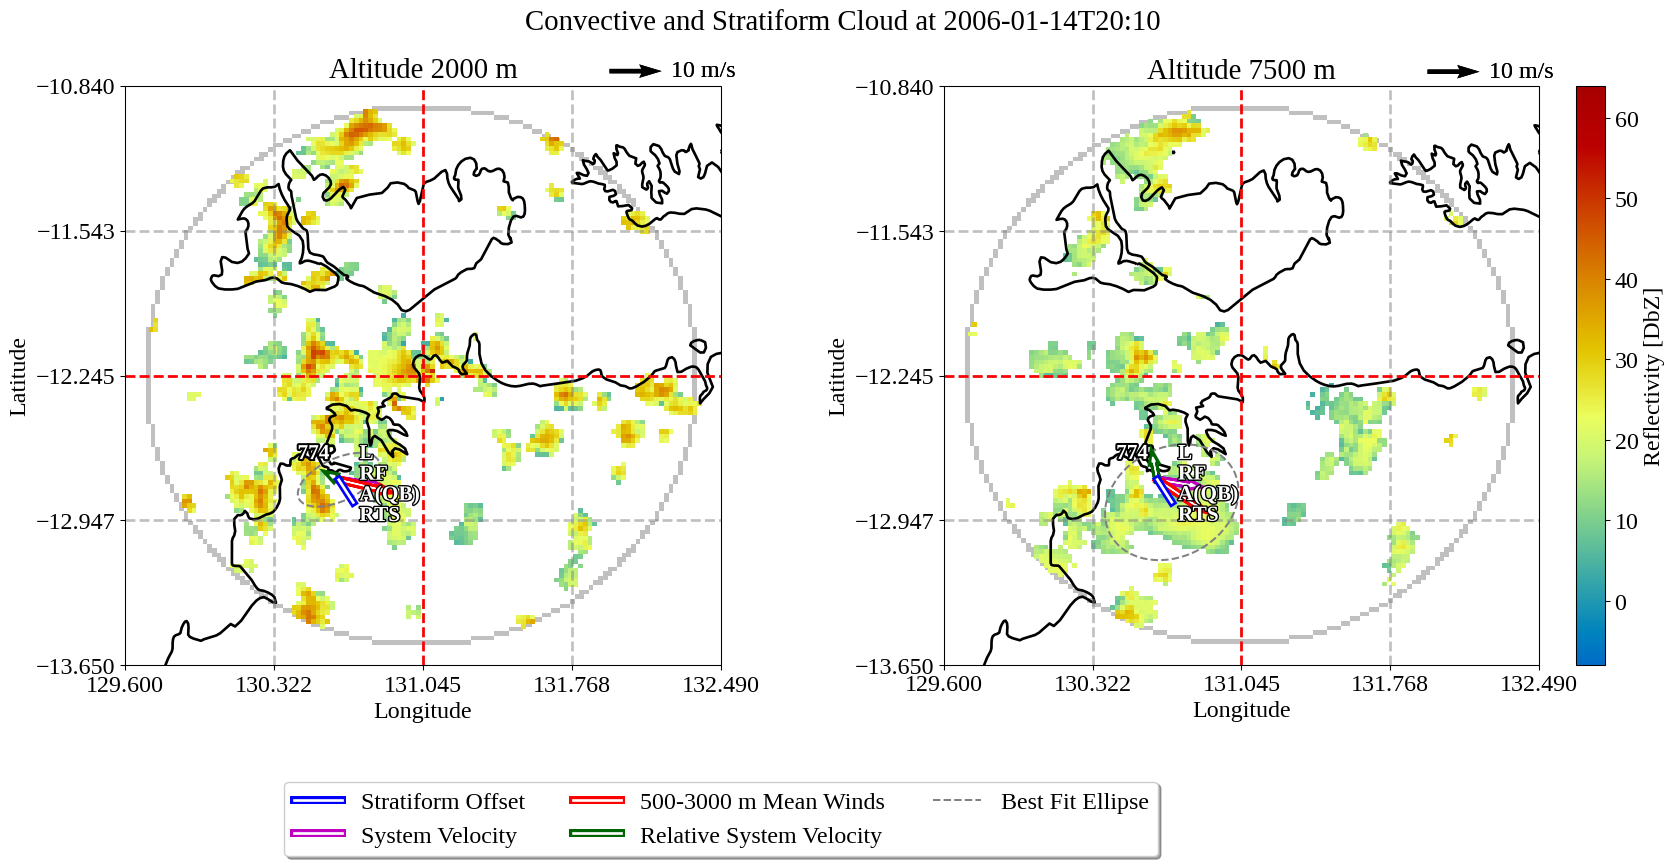 Convective and Stratiform Cloud at 2006-01-14T20:10
Altitude 2000 m
10 m/s
−10.840
−11.543
−12.245
−12.947
−13.650
Latitude
129.600
130.322
131.045
131.768
132.490
Longitude
774
L
RF
A(QB)
RTS
Altitude 7500 m
10 m/s
−10.840
−11.543
−12.245
−12.947
−13.650
Latitude
129.600
130.322
131.045
131.768
132.490
Longitude
774
L
RF
A(QB)
RTS
60
50
40
30
20
10
0
Reflectivity [DbZ]
Stratiform Offset
System Velocity
500-3000 m Mean Winds
Relative System Velocity
Best Fit Ellipse